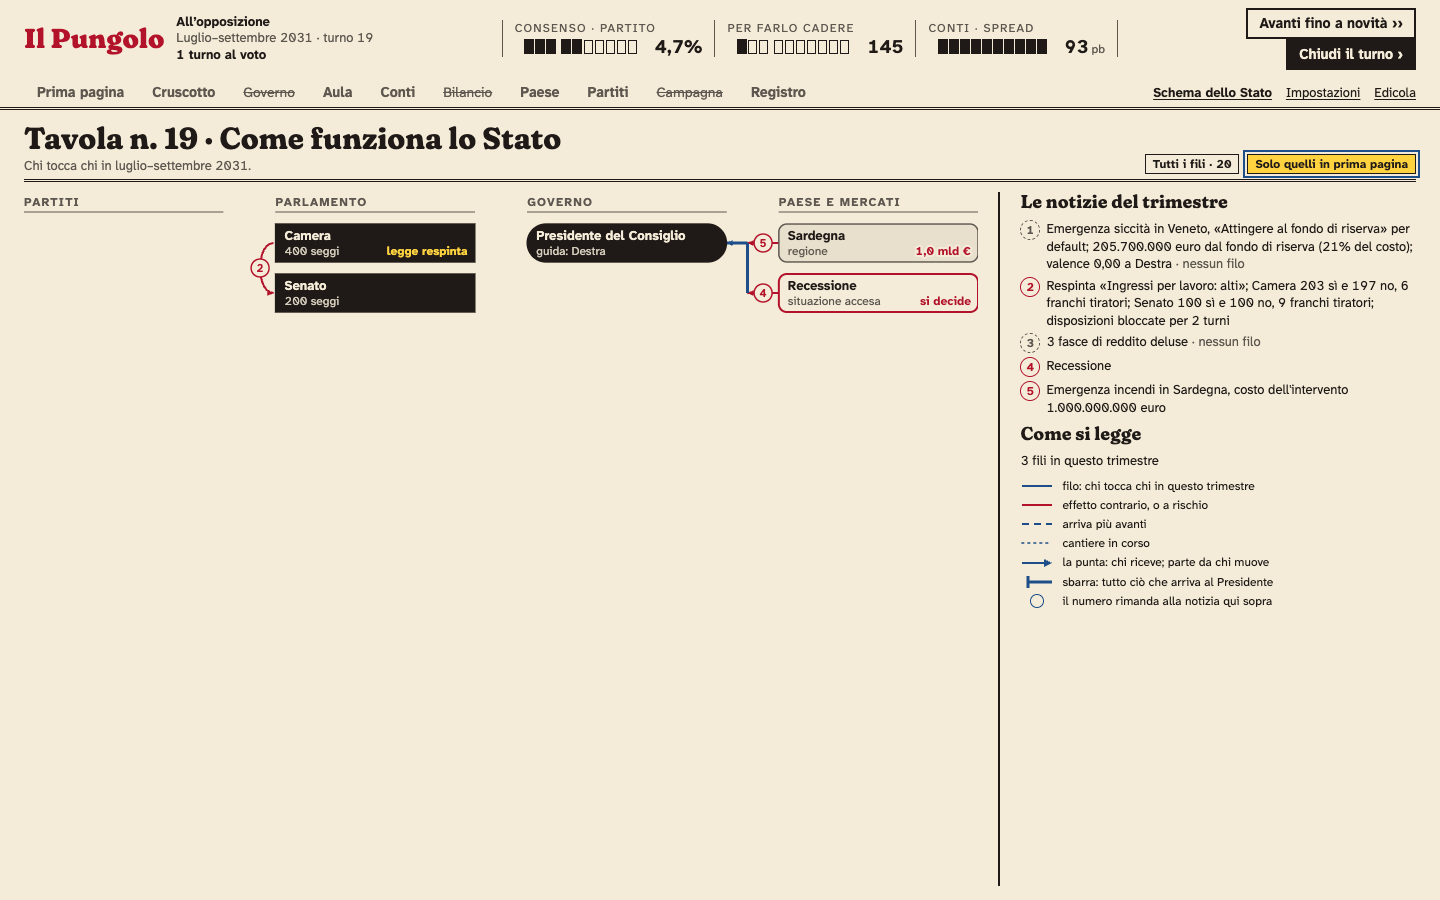 Il Pungolo
All'opposizione
Luglio–settembre 2031 · turno 19
1 turno al voto
CONSENSO · PARTITO
4,7%
PER FARLO CADERE
145
CONTI · SPREAD
93 pb
Avanti fino a novità ››
Chiudi il turno ›
Prima pagina
Cruscotto
Governo
Aula
Conti
Bilancio
Paese
Partiti
Campagna
Registro
Schema dello Stato
Impostazioni
Edicola
Tavola n. 19 · Come funziona lo Stato
Chi tocca chi in luglio–settembre 2031.
Tutti i fili · 20
Solo quelli in prima pagina
PARTITI
PARLAMENTO
GOVERNO
PAESE E MERCATI
Camera
400 seggi
legge respinta
2
Senato
200 seggi
Presidente del Consiglio
guida: Destra
5
Sardegna
regione
1,0 mld €
4
Recessione
situazione accesa
si decide
Le notizie del trimestre
1 Emergenza siccità in Veneto, «Attingere al fondo di riserva» per
default; 205.700.000 euro dal fondo di riserva (21% del costo);
valence 0,00 a Destra · nessun filo
2 Respinta «Ingressi per lavoro: alti»; Camera 203 sì e 197 no, 6
franchi tiratori; Senato 100 sì e 100 no, 9 franchi tiratori;
disposizioni bloccate per 2 turni
3 3 fasce di reddito deluse · nessun filo
4 Recessione
5 Emergenza incendi in Sardegna, costo dell'intervento
1.000.000.000 euro
Come si legge
3 fili in questo trimestre
filo: chi tocca chi in questo trimestre
effetto contrario, o a rischio
arriva più avanti
cantiere in corso
la punta: chi riceve; parte da chi muove
sbarra: tutto ciò che arriva al Presidente
il numero rimanda alla notizia qui sopra